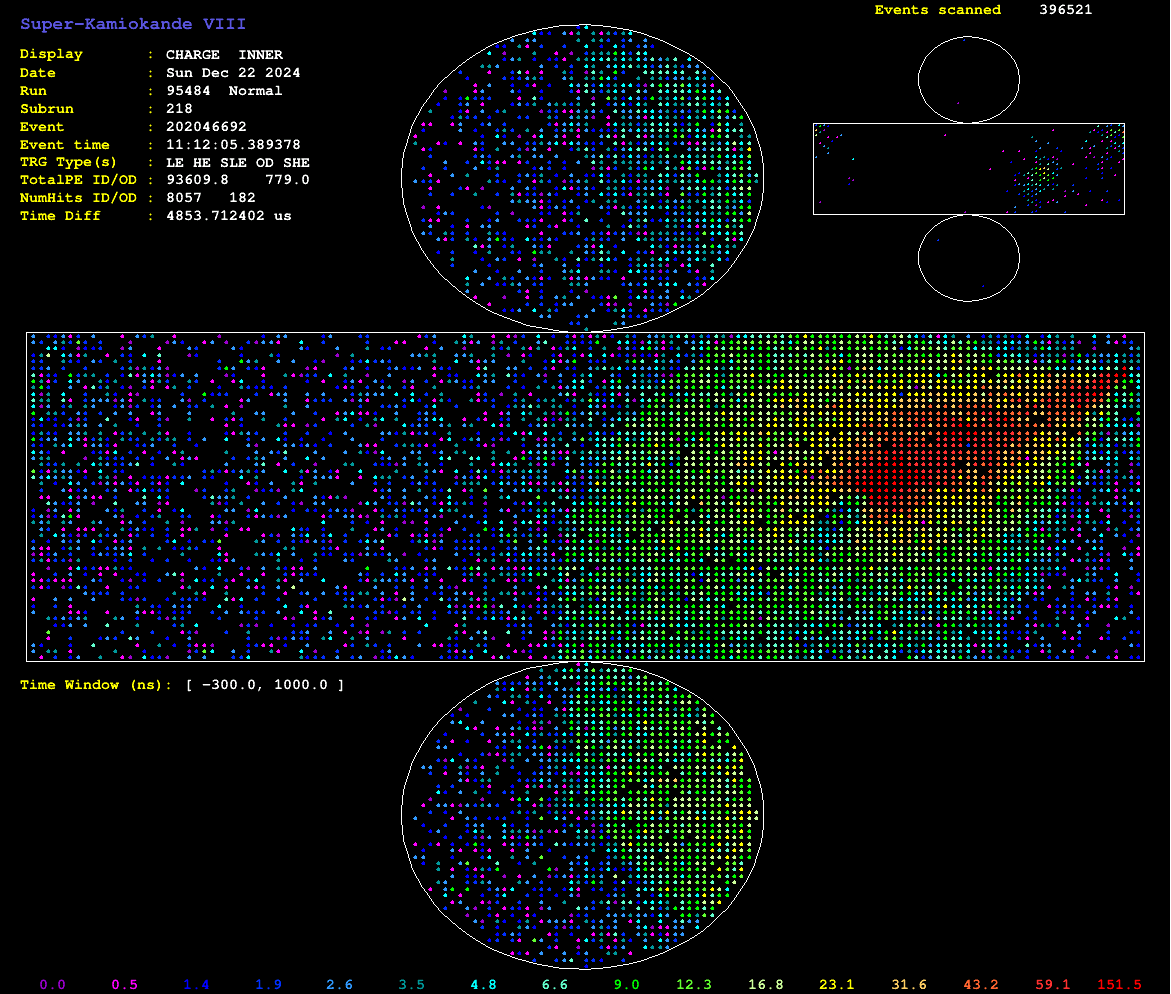 Super-Kamiokande VIII
Events scanned 396521
Display : CHARGE INNER
Date : Sun Dec 22 2024
Run : 95484 Normal
Subrun : 218
Event : 202046692
Event time : 11:12:05.389378
TRG Type(s) : LE HE SLE OD SHE
TotalPE ID/OD : 93609.8 779.0
NumHits ID/OD : 8057 182
Time Diff : 4853.712402 us
Time Window (ns): [ −300.0, 1000.0 ]
0.0 0.5 1.4 1.9 2.6 3.5 4.8 6.6 9.0 12.3 16.8 23.1 31.6 43.2 59.1 151.5